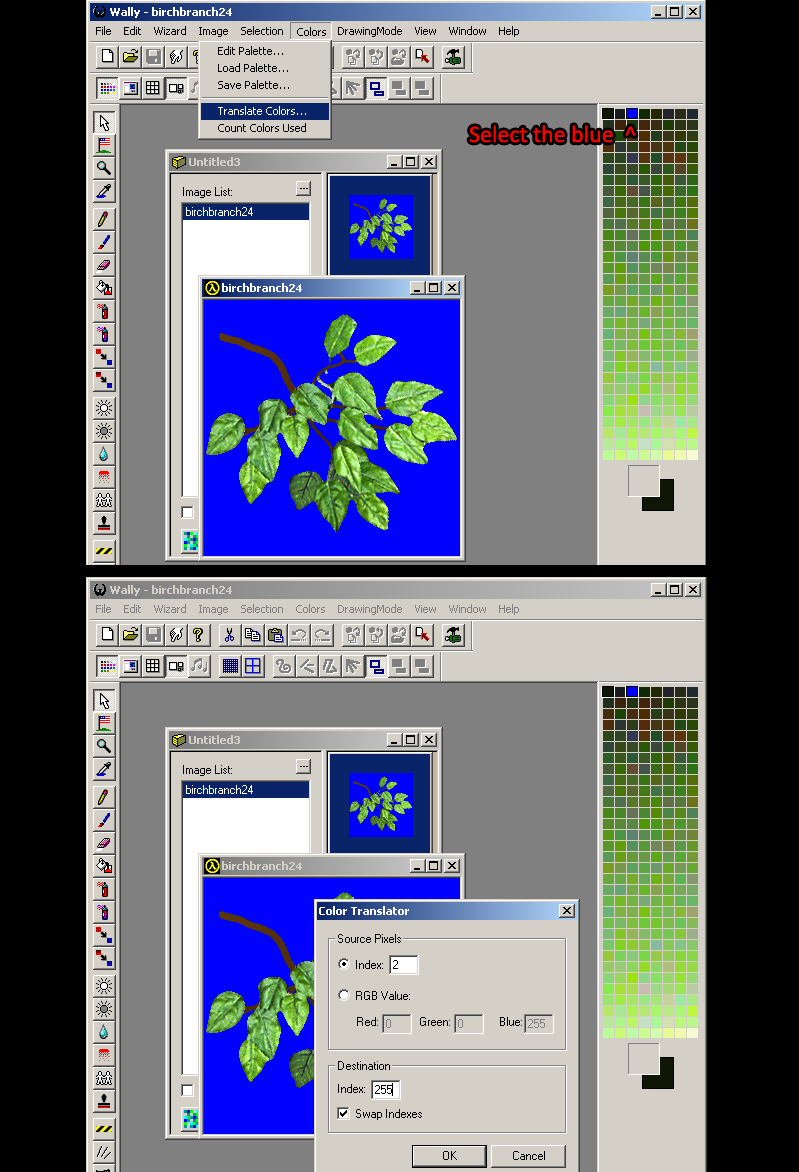 Wally - birchbranch24
File Edit Wizard Image Selection Colors DrawingMode View Window Help
Edit Palette...
Load Palette...
Save Palette...
Translate Colors...
Count Colors Used
Select the blue ^
Untitled3
Image List:
...
birchbranch24
birchbranch24
Wally - birchbranch24
File Edit Wizard Image Selection Colors DrawingMode View Window Help
Untitled3
Image List:
...
birchbranch24
birchbranch24
Color Translator
Source Pixels
Index: 2
RGB Value:
Red: 0 Green: 0 Blue: 255
Destination
Index: 255
Swap Indexes
OK Cancel